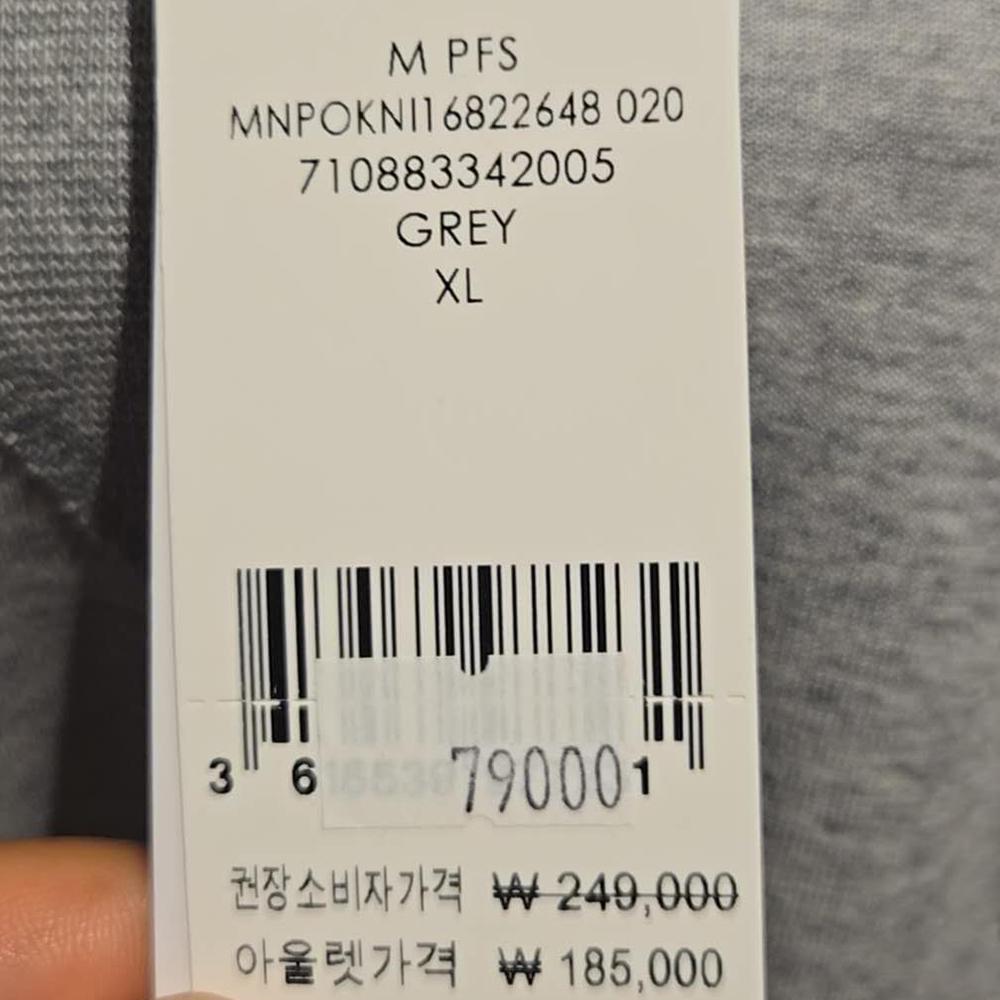 M PFS
MNPOKNI16822648 020
710883342005
GREY
XL
79000
3 6 1
권장소비자가격 ₩ 249,000
아울렛가격 ₩ 185,000